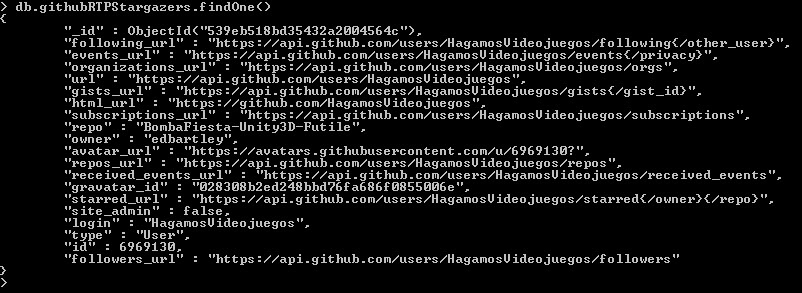 > db.githubRTPStargazers.findOne()
{
        "_id" : ObjectId("539eb518bd35432a2004564c"),
        "following_url" : "https://api.github.com/users/HagamosVideojuegos/following{/other_user}",
        "events_url" : "https://api.github.com/users/HagamosVideojuegos/events{/privacy}",
        "organizations_url" : "https://api.github.com/users/HagamosVideojuegos/orgs",
        "url" : "https://api.github.com/users/HagamosVideojuegos",
        "gists_url" : "https://api.github.com/users/HagamosVideojuegos/gists{/gist_id}",
        "html_url" : "https://github.com/HagamosVideojuegos",
        "subscriptions_url" : "https://api.github.com/users/HagamosVideojuegos/subscriptions",
        "repo" : "BombaFiesta-Unity3D-Futile",
        "owner" : "edbartley",
        "avatar_url" : "https://avatars.githubusercontent.com/u/6969130?",
        "repos_url" : "https://api.github.com/users/HagamosVideojuegos/repos",
        "received_events_url" : "https://api.github.com/users/HagamosVideojuegos/received_events",
        "gravatar_id" : "028308b2ed248bbd76fa686f0855006e",
        "starred_url" : "https://api.github.com/users/HagamosVideojuegos/starred{/owner}{/repo}",
        "site_admin" : false,
        "login" : "HagamosVideojuegos",
        "type" : "User",
        "id" : 6969130,
        "followers_url" : "https://api.github.com/users/HagamosVideojuegos/followers"
}
>